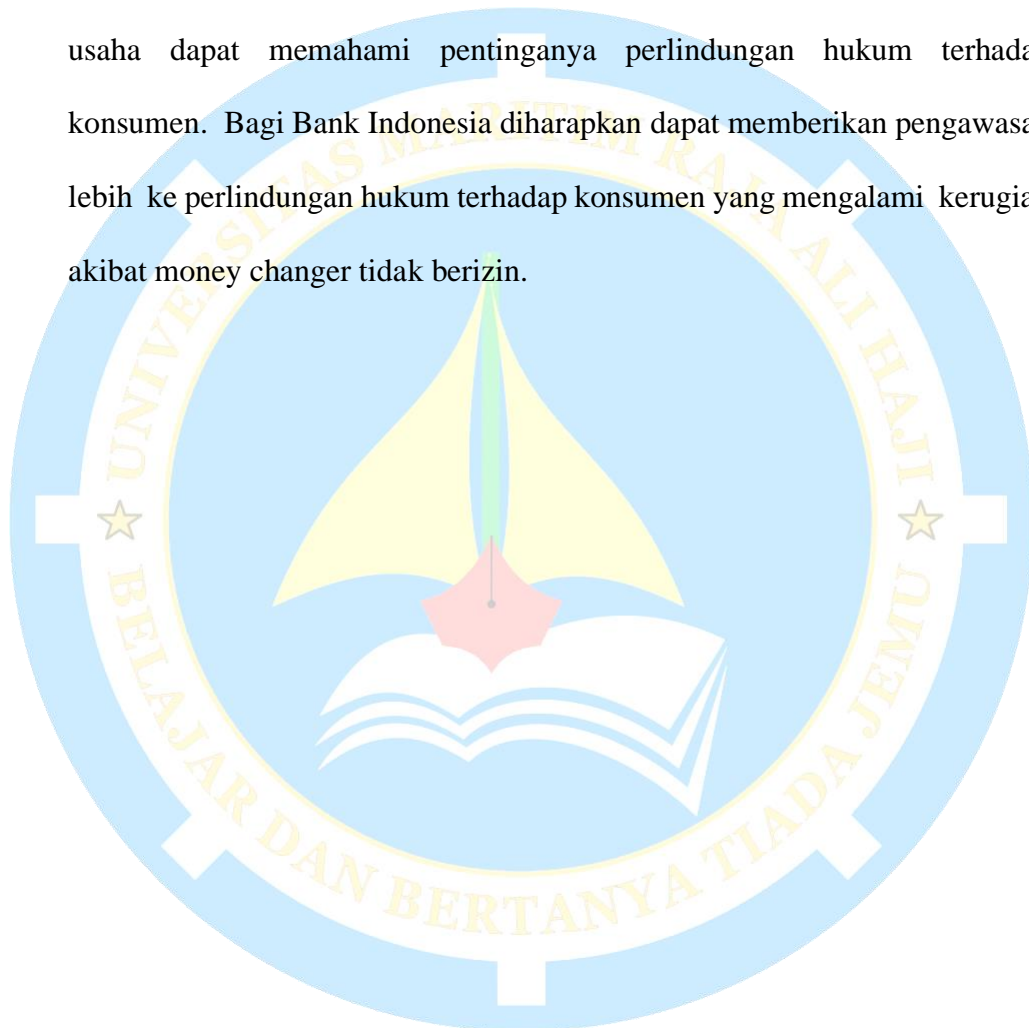 usaha dapat memahami pentinganya perlindungan hukum terhada
konsumen. Bagi Bank Indonesia diharapkan dapat memberikan pengawasa
lebih ke perlindungan hukum terhadap konsumen yang mengalami kerugia
akibat money changer tidak berizin.
UNIVERSITAS MARITIM RAJA ALI HAJI
BELAJAR DAN BERTANYA TIADA JEMU